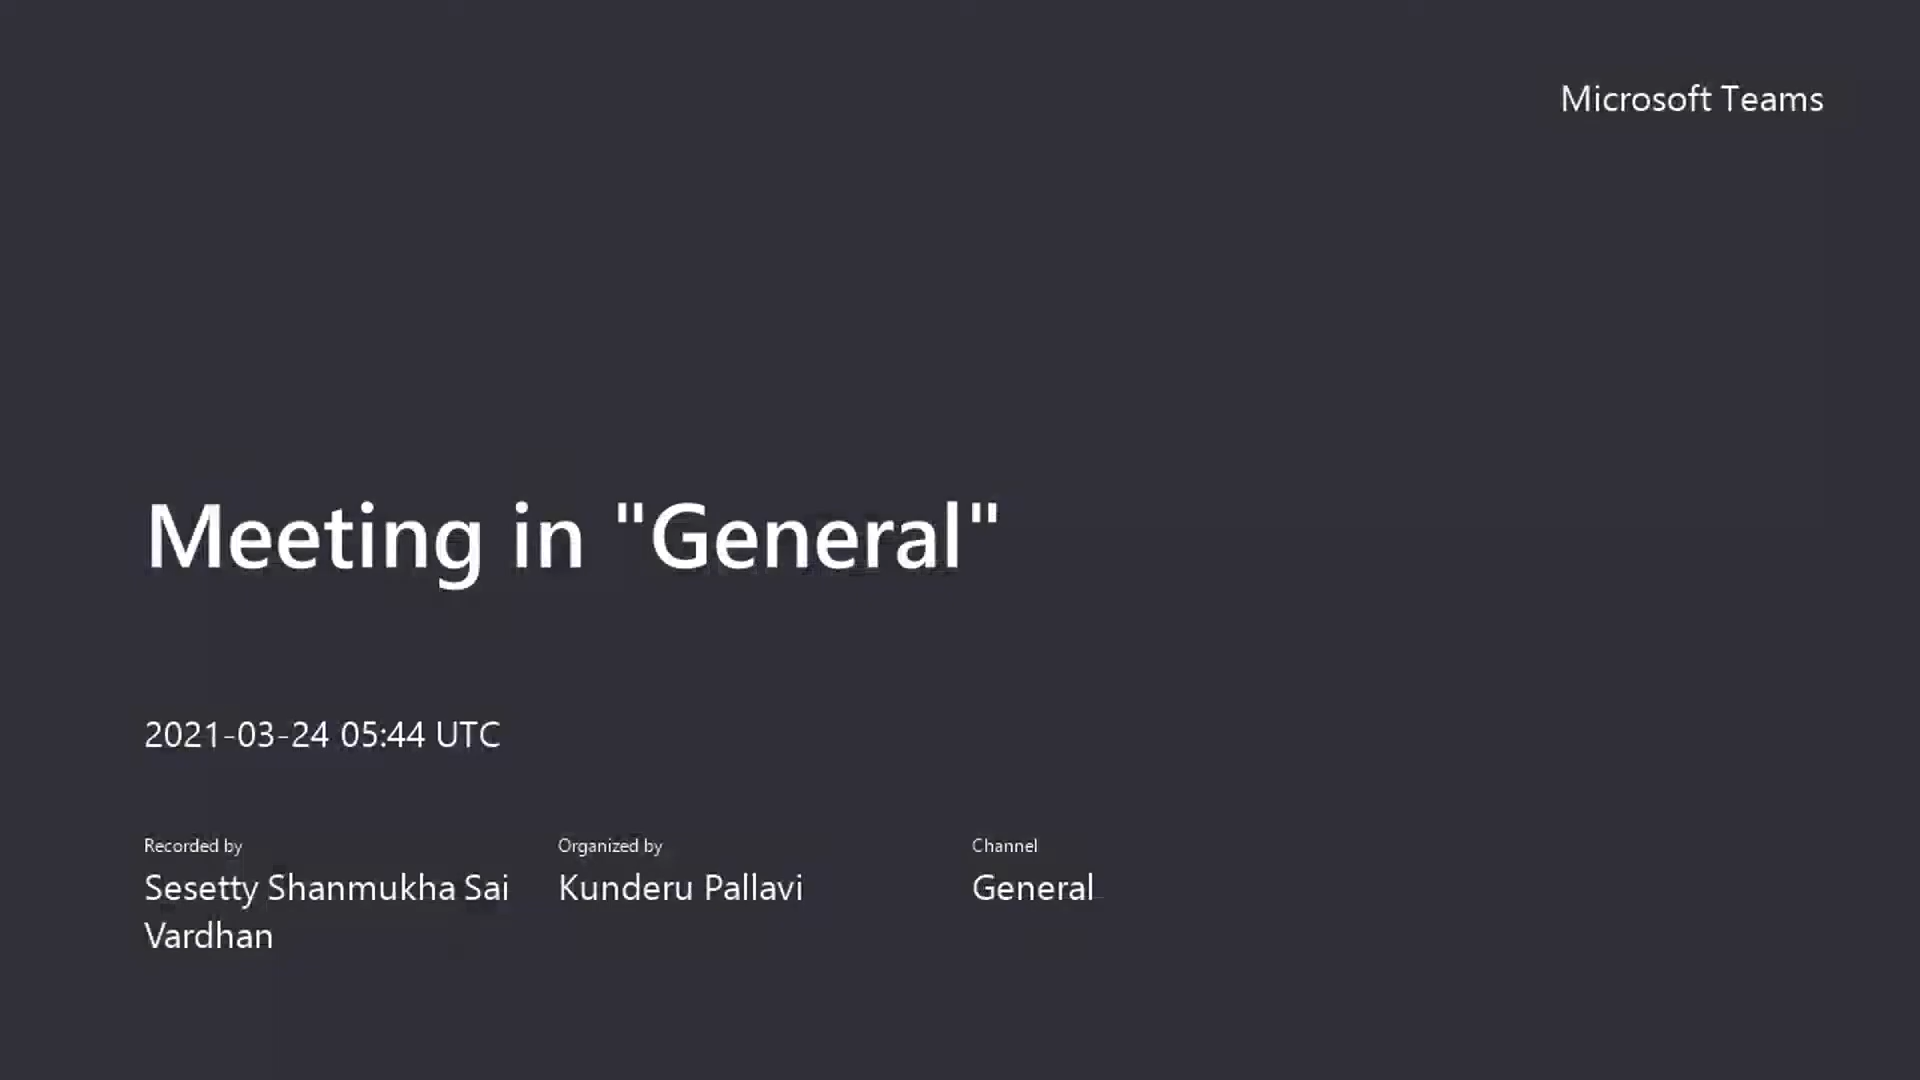 Microsoft Teams
Meeting in "General"
2021-03-24 05:44 UTC
Recorded by
Sesetty Shanmukha Sai
Vardhan
Organized by
Kunderu Pallavi
Channel
General